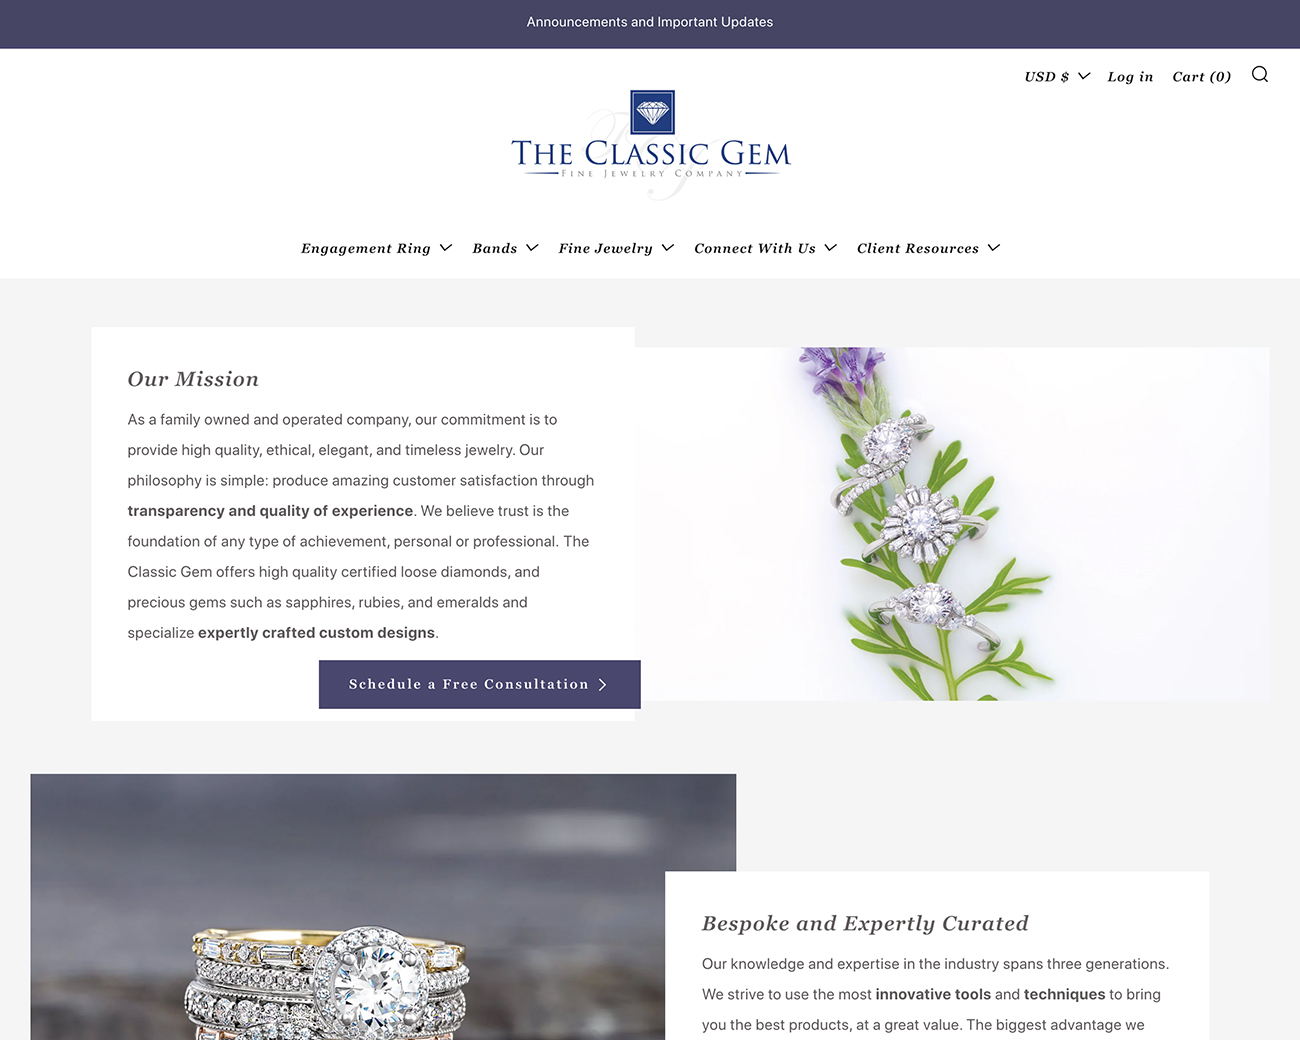 Announcements and Important Updates
USD $
Log in
Cart (0)
THE CLASSIC GEM
FINE JEWELRY COMPANY
Engagement Ring
Bands
Fine Jewelry
Connect With Us
Client Resources
Our Mission
As a family owned and operated company, our commitment is to
provide high quality, ethical, elegant, and timeless jewelry. Our
philosophy is simple: produce amazing customer satisfaction through
transparency and quality of experience. We believe trust is the
foundation of any type of achievement, personal or professional. The
Classic Gem offers high quality certified loose diamonds, and
precious gems such as sapphires, rubies, and emeralds and
specialize expertly crafted custom designs.
Schedule a Free Consultation
Bespoke and Expertly Curated
Our knowledge and expertise in the industry spans three generations.
We strive to use the most innovative tools and techniques to bring
you the best products, at a great value. The biggest advantage we